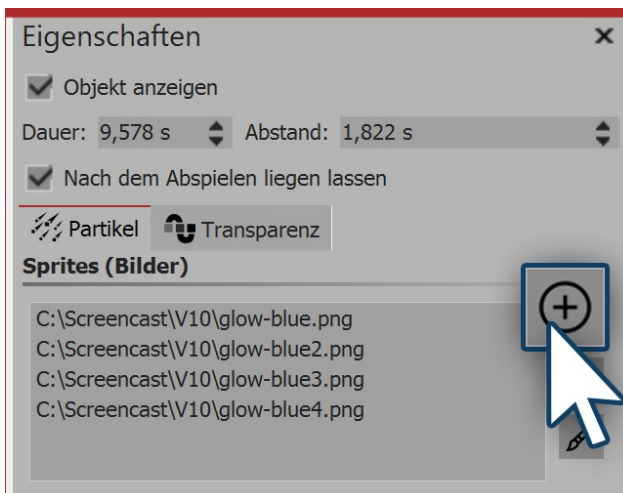 Eigenschaften
Objekt anzeigen
Dauer: 9,578 s Abstand: 1,822 s
Nach dem Abspielen liegen lassen
Partikel Transparenz
Sprites (Bilder)
C:\Screencast\V10\glow-blue.png
C:\Screencast\V10\glow-blue2.png
C:\Screencast\V10\glow-blue3.png
C:\Screencast\V10\glow-blue4.png